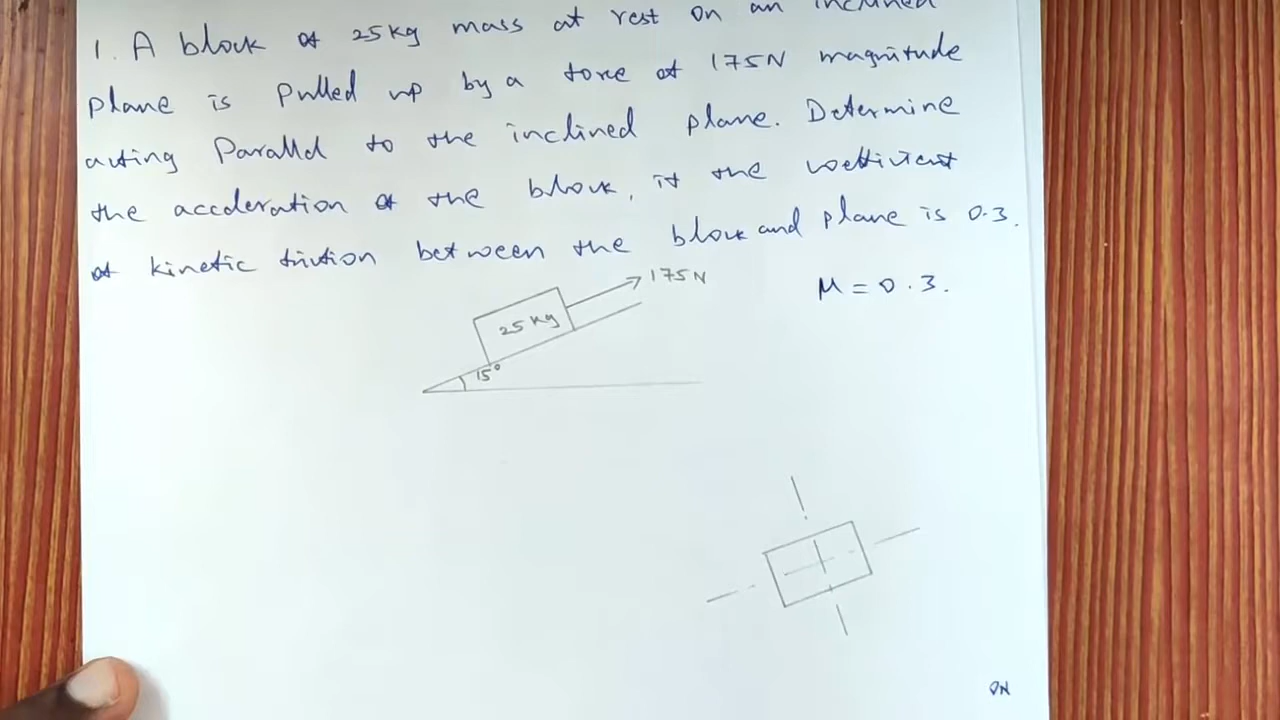 1. A block of 25kg mass at rest on an inclined
plane is pulled up by a force of 175N magnitude
acting Parallel to the inclined plane. Determine
the acceleration of the block, if the coefficient
of kinetic friction between the block and plane is 0.3.
175N
μ = 0.3.
25kg
15°
DN